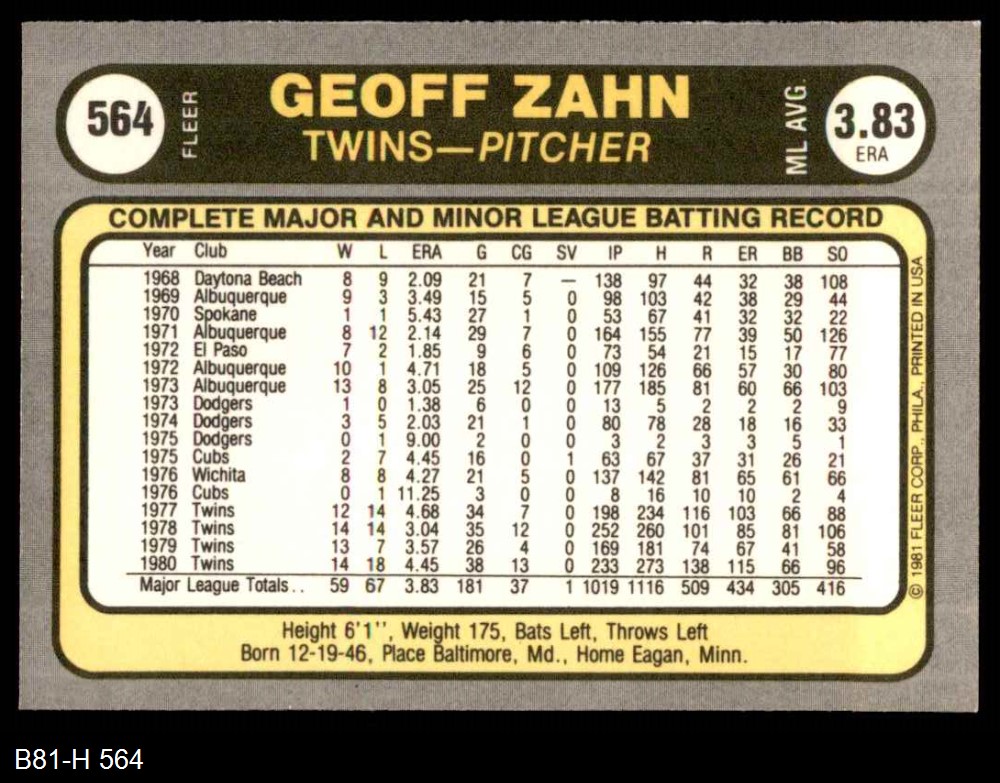 564 FLEER GEOFF ZAHN ML AVG. 3.83
TWINS—PITCHER ERA
COMPLETE MAJOR AND MINOR LEAGUE BATTING RECORD
Year Club W L ERA G CG SV IP H R ER BB SO
1968 Daytona Beach 8 9 2.09 21 7 — 138 97 44 32 38 108
1969 Albuquerque 9 3 3.49 15 5 0 98 103 42 38 29 44
1970 Spokane 1 1 5.43 27 1 0 53 67 41 32 32 22
1971 Albuquerque 8 12 2.14 29 7 0 164 155 77 39 50 126
1972 El Paso 7 2 1.85 9 6 0 73 54 21 15 17 77
1972 Albuquerque 10 1 4.71 18 5 0 109 126 66 57 30 80
1973 Albuquerque 13 8 3.05 25 12 0 177 185 81 60 66 103
1973 Dodgers 1 0 1.38 6 0 0 13 5 2 2 2 9
1974 Dodgers 3 5 2.03 21 1 0 80 78 28 18 16 33
1975 Dodgers 0 1 9.00 2 0 0 3 2 3 3 5 1
1975 Cubs 2 7 4.45 16 0 1 63 67 37 31 26 21
1976 Wichita 8 8 4.27 21 5 0 137 142 81 65 61 66
1976 Cubs 0 1 11.25 3 0 0 8 16 10 10 2 4
1977 Twins 12 14 4.68 34 7 0 198 234 116 103 66 88
1978 Twins 14 14 3.04 35 12 0 252 260 101 85 81 106
1979 Twins 13 7 3.57 26 4 0 169 181 74 67 41 58
1980 Twins 14 18 4.45 38 13 0 233 273 138 115 66 96
Major League Totals.. 59 67 3.83 181 37 1 1019 1116 509 434 305 416
© 1981 FLEER CORP., PHILA., PRINTED IN USA
Height 6'1'', Weight 175, Bats Left, Throws Left
Born 12-19-46, Place Baltimore, Md., Home Eagan, Minn.
B81-H 564